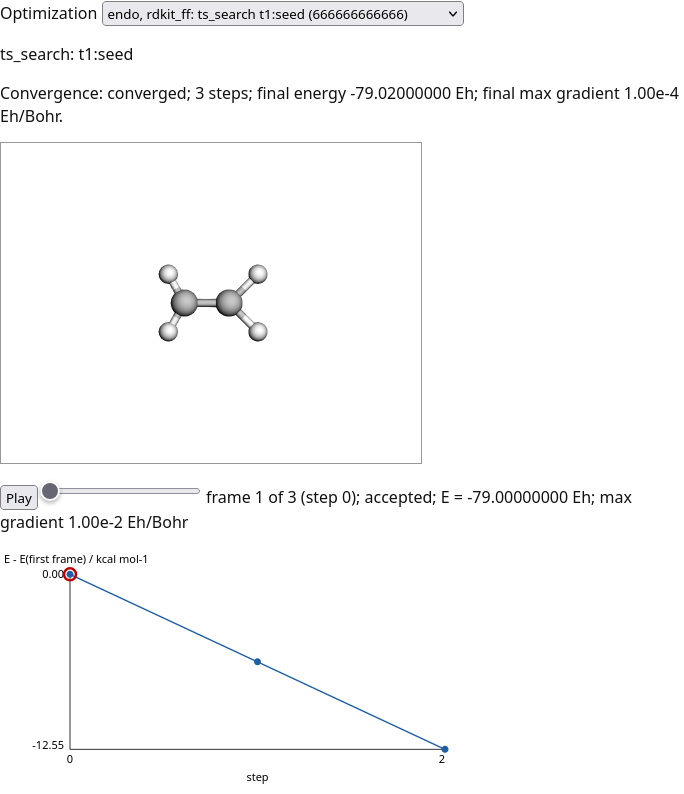 Optimization endo, rdkit_ff: ts_search t1:seed (666666666666)
ts_search: t1:seed
Convergence: converged; 3 steps; final energy -79.02000000 Eh; final max gradient 1.00e-4
Eh/Bohr.
Play frame 1 of 3 (step 0); accepted; E = -79.00000000 Eh; max
gradient 1.00e-2 Eh/Bohr
E - E(first frame) / kcal mol-1
0.00
-12.55
0 2
step